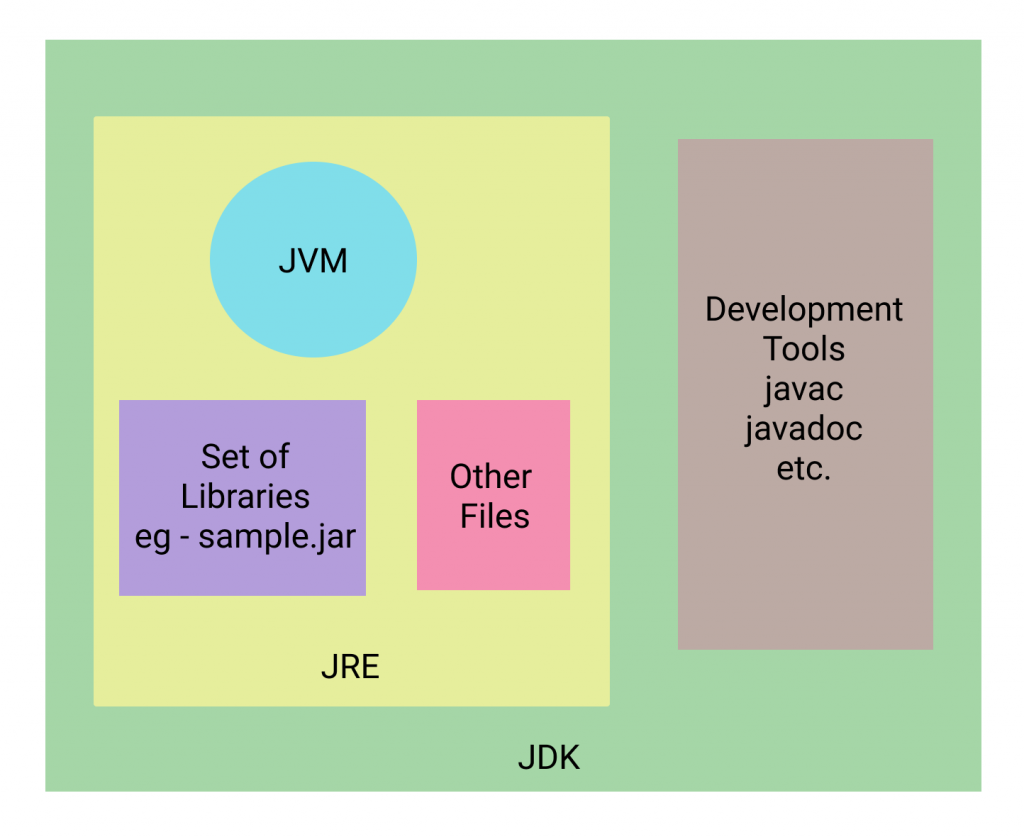 JVM
Set of
Libraries
eg - sample.jar
Other
Files
JRE
Development
Tools
javac
javadoc
etc.
JDK